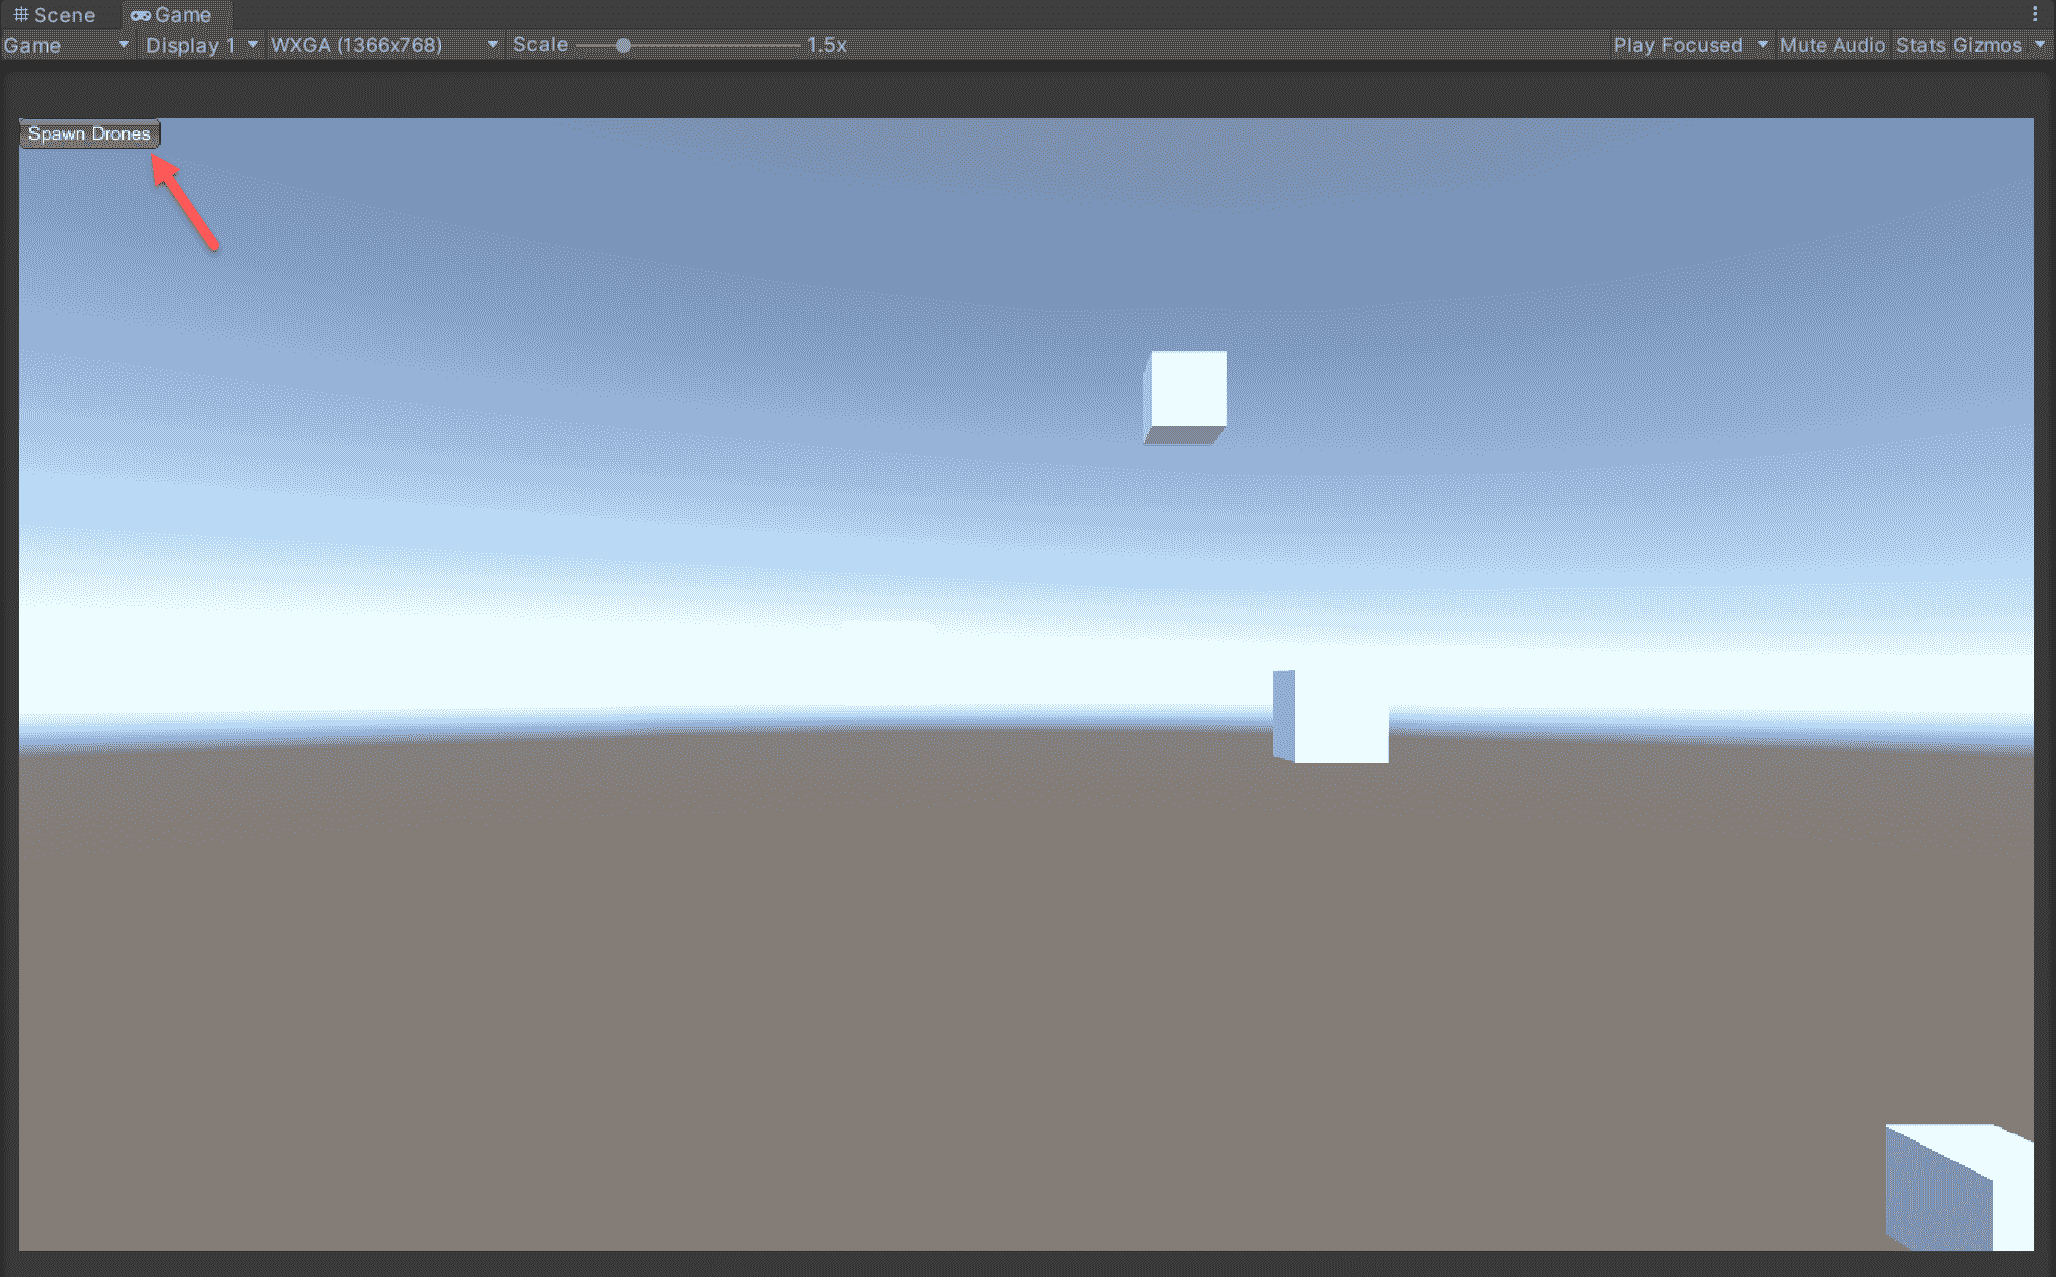 Scene Game
Game Display 1 WXGA (1366x768) Scale 1.5x Play Focused Mute Audio Stats Gizmos
Spawn Drones